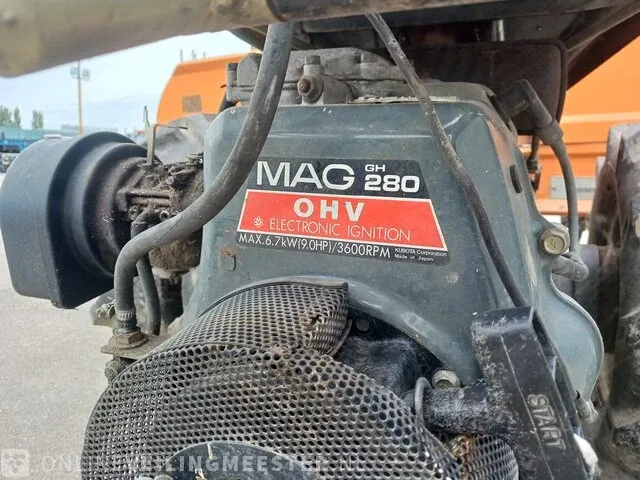 MAG GH 280
OHV
ELECTRONIC IGNITION
MAX. 6.7kW(9.0HP)/3600RPM
KUBOTA Corporation
Made in Japan
START
ONLINEVEILINGMEESTER.NL